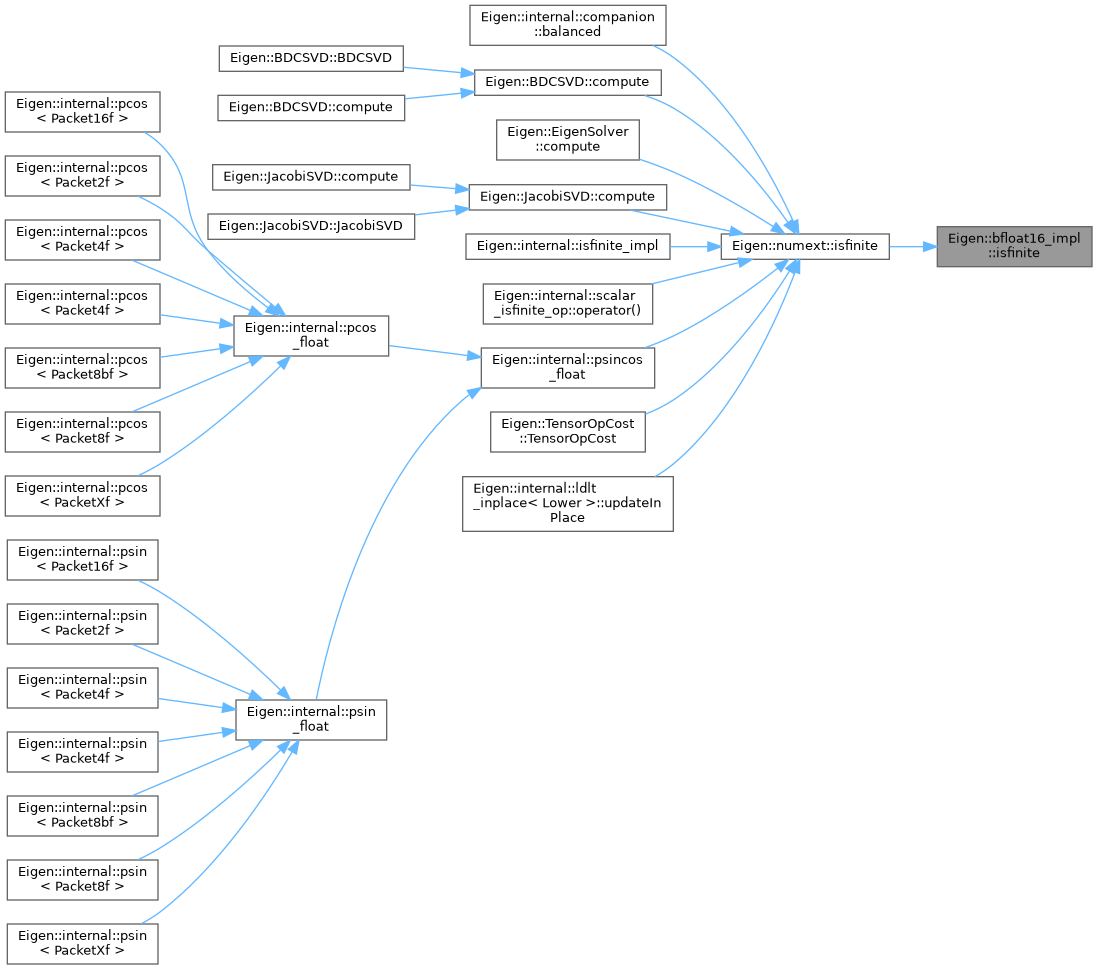 Eigen::internal::companion
::balanced
Eigen::BDCSVD::BDCSVD
Eigen::BDCSVD::compute
Eigen::BDCSVD::compute
Eigen::internal::pcos
< Packet16f >
Eigen::EigenSolver
::compute
Eigen::internal::pcos
< Packet2f >
Eigen::JacobiSVD::compute
Eigen::JacobiSVD::compute
Eigen::JacobiSVD::JacobiSVD
Eigen::internal::pcos
< Packet4f >
Eigen::internal::isfinite_impl
Eigen::numext::isfinite
Eigen::bfloat16_impl
::isfinite
Eigen::internal::pcos
< Packet4f >
Eigen::internal::scalar
_isfinite_op::operator()
Eigen::internal::pcos
_float
Eigen::internal::pcos
< Packet8bf >
Eigen::internal::psincos
_float
Eigen::internal::pcos
< Packet8f >
Eigen::TensorOpCost
::TensorOpCost
Eigen::internal::pcos
< PacketXf >
Eigen::internal::ldlt
_inplace< Lower >::updateIn
Place
Eigen::internal::psin
< Packet16f >
Eigen::internal::psin
< Packet2f >
Eigen::internal::psin
< Packet4f >
Eigen::internal::psin
_float
Eigen::internal::psin
< Packet4f >
Eigen::internal::psin
< Packet8bf >
Eigen::internal::psin
< Packet8f >
Eigen::internal::psin
< PacketXf >